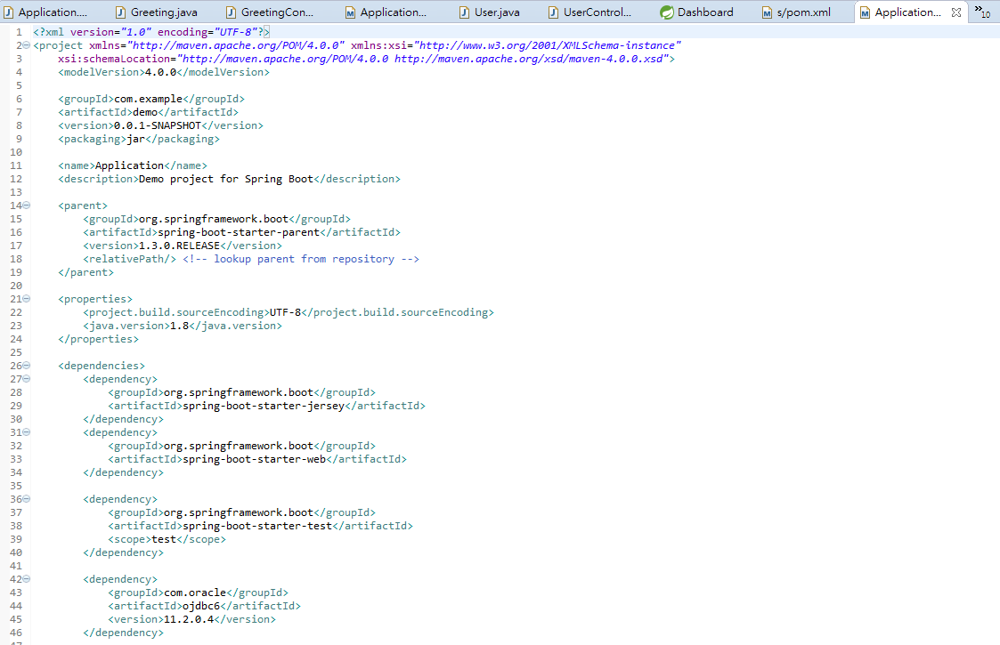 Application....
Greeting.java
GreetingCon...
Application...
User.java
UserControl...
Dashboard
s/pom.xml
Application...
»10
1 <?xml version="1.0" encoding="UTF-8"?>
2 <project xmlns="http://maven.apache.org/POM/4.0.0" xmlns:xsi="http://www.w3.org/2001/XMLSchema-instance"
3 xsi:schemaLocation="http://maven.apache.org/POM/4.0.0 http://maven.apache.org/xsd/maven-4.0.0.xsd">
4 <modelVersion>4.0.0</modelVersion>
5
6 <groupId>com.example</groupId>
7 <artifactId>demo</artifactId>
8 <version>0.0.1-SNAPSHOT</version>
9 <packaging>jar</packaging>
10
11 <name>Application</name>
12 <description>Demo project for Spring Boot</description>
13
14 <parent>
15 <groupId>org.springframework.boot</groupId>
16 <artifactId>spring-boot-starter-parent</artifactId>
17 <version>1.3.0.RELEASE</version>
18 <relativePath/> <!-- lookup parent from repository -->
19 </parent>
20
21 <properties>
22 <project.build.sourceEncoding>UTF-8</project.build.sourceEncoding>
23 <java.version>1.8</java.version>
24 </properties>
25
26 <dependencies>
27 <dependency>
28 <groupId>org.springframework.boot</groupId>
29 <artifactId>spring-boot-starter-jersey</artifactId>
30 </dependency>
31 <dependency>
32 <groupId>org.springframework.boot</groupId>
33 <artifactId>spring-boot-starter-web</artifactId>
34 </dependency>
35
36 <dependency>
37 <groupId>org.springframework.boot</groupId>
38 <artifactId>spring-boot-starter-test</artifactId>
39 <scope>test</scope>
40 </dependency>
41
42 <dependency>
43 <groupId>com.oracle</groupId>
44 <artifactId>ojdbc6</artifactId>
45 <version>11.2.0.4</version>
46 </dependency>